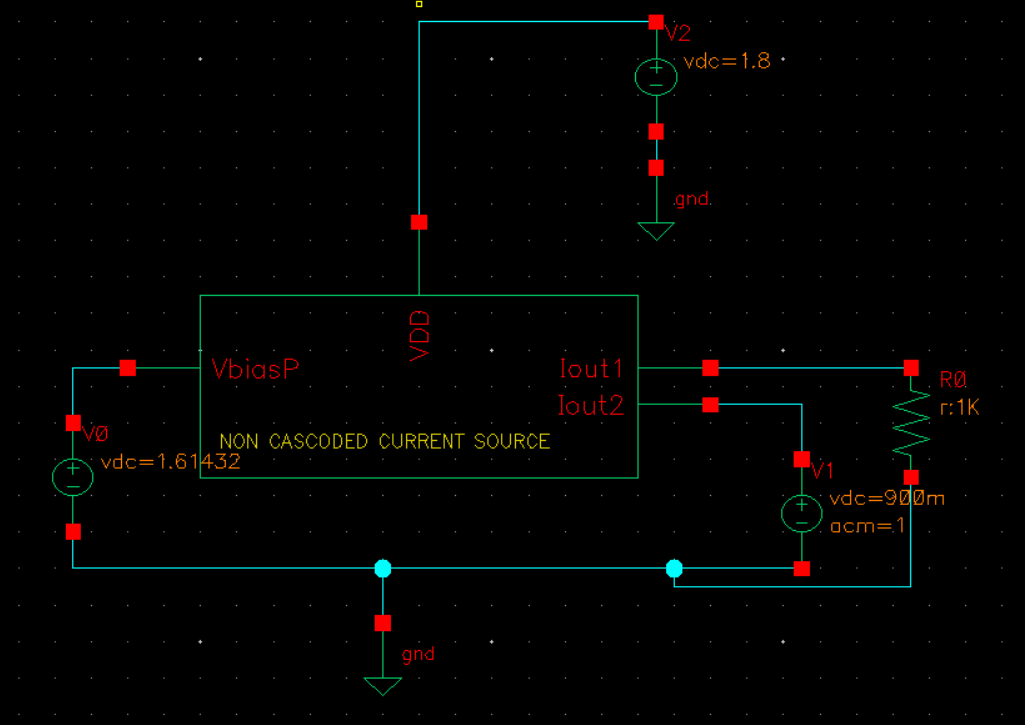 V2
vdc=1.8
gnd
VDD
VbiasP
Iout1
Iout2
R0
r:1K
V0
vdc=1.61432
NON CASCODED CURRENT SOURCE
V1
vdc=900m
acm=1
gnd